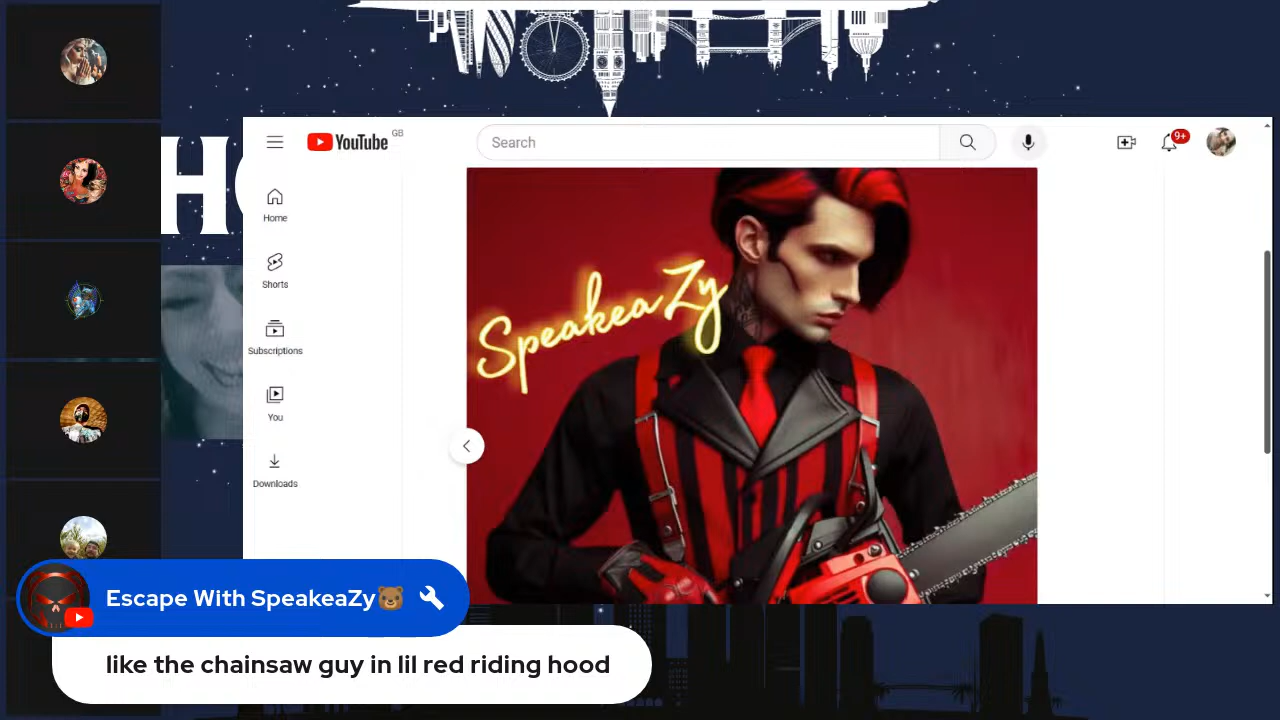 YouTube GB
Search
9+
Home
Shorts
Subscriptions
You
Downloads
SpeakeaZy
Escape With SpeakeaZy🐻
like the chainsaw guy in lil red riding hood